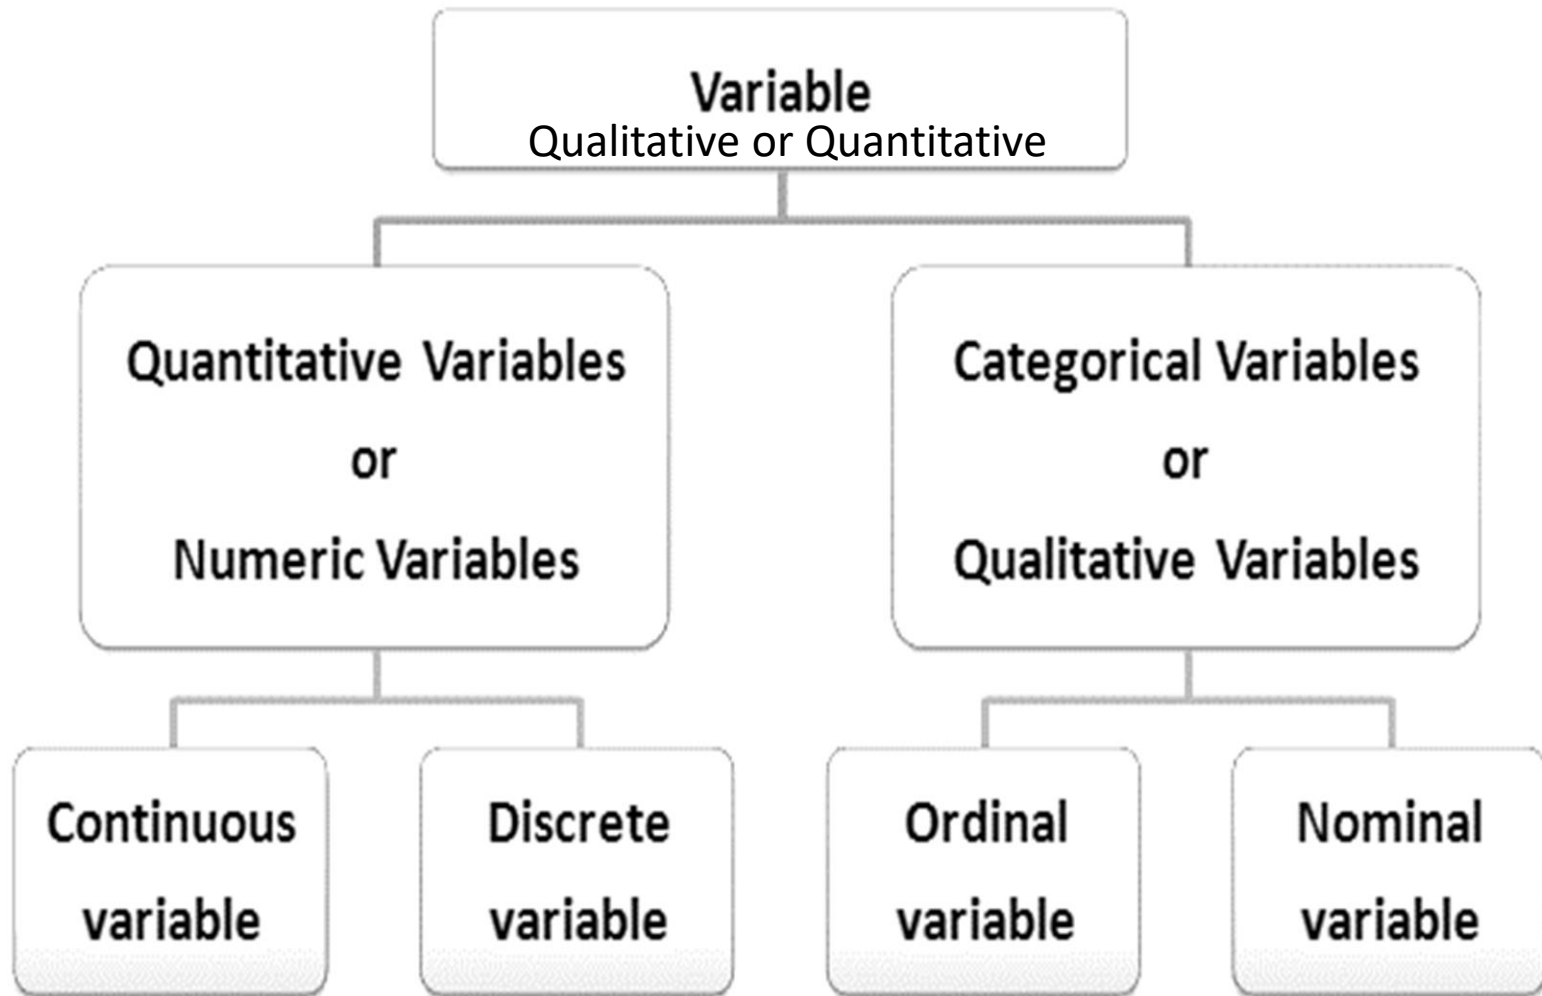 Variable
Qualitative or Quantitative
Quantitative Variables
or
Numeric Variables
Categorical Variables
or
Qualitative Variables
Continuous
variable
Discrete
variable
Ordinal
variable
Nominal
variable